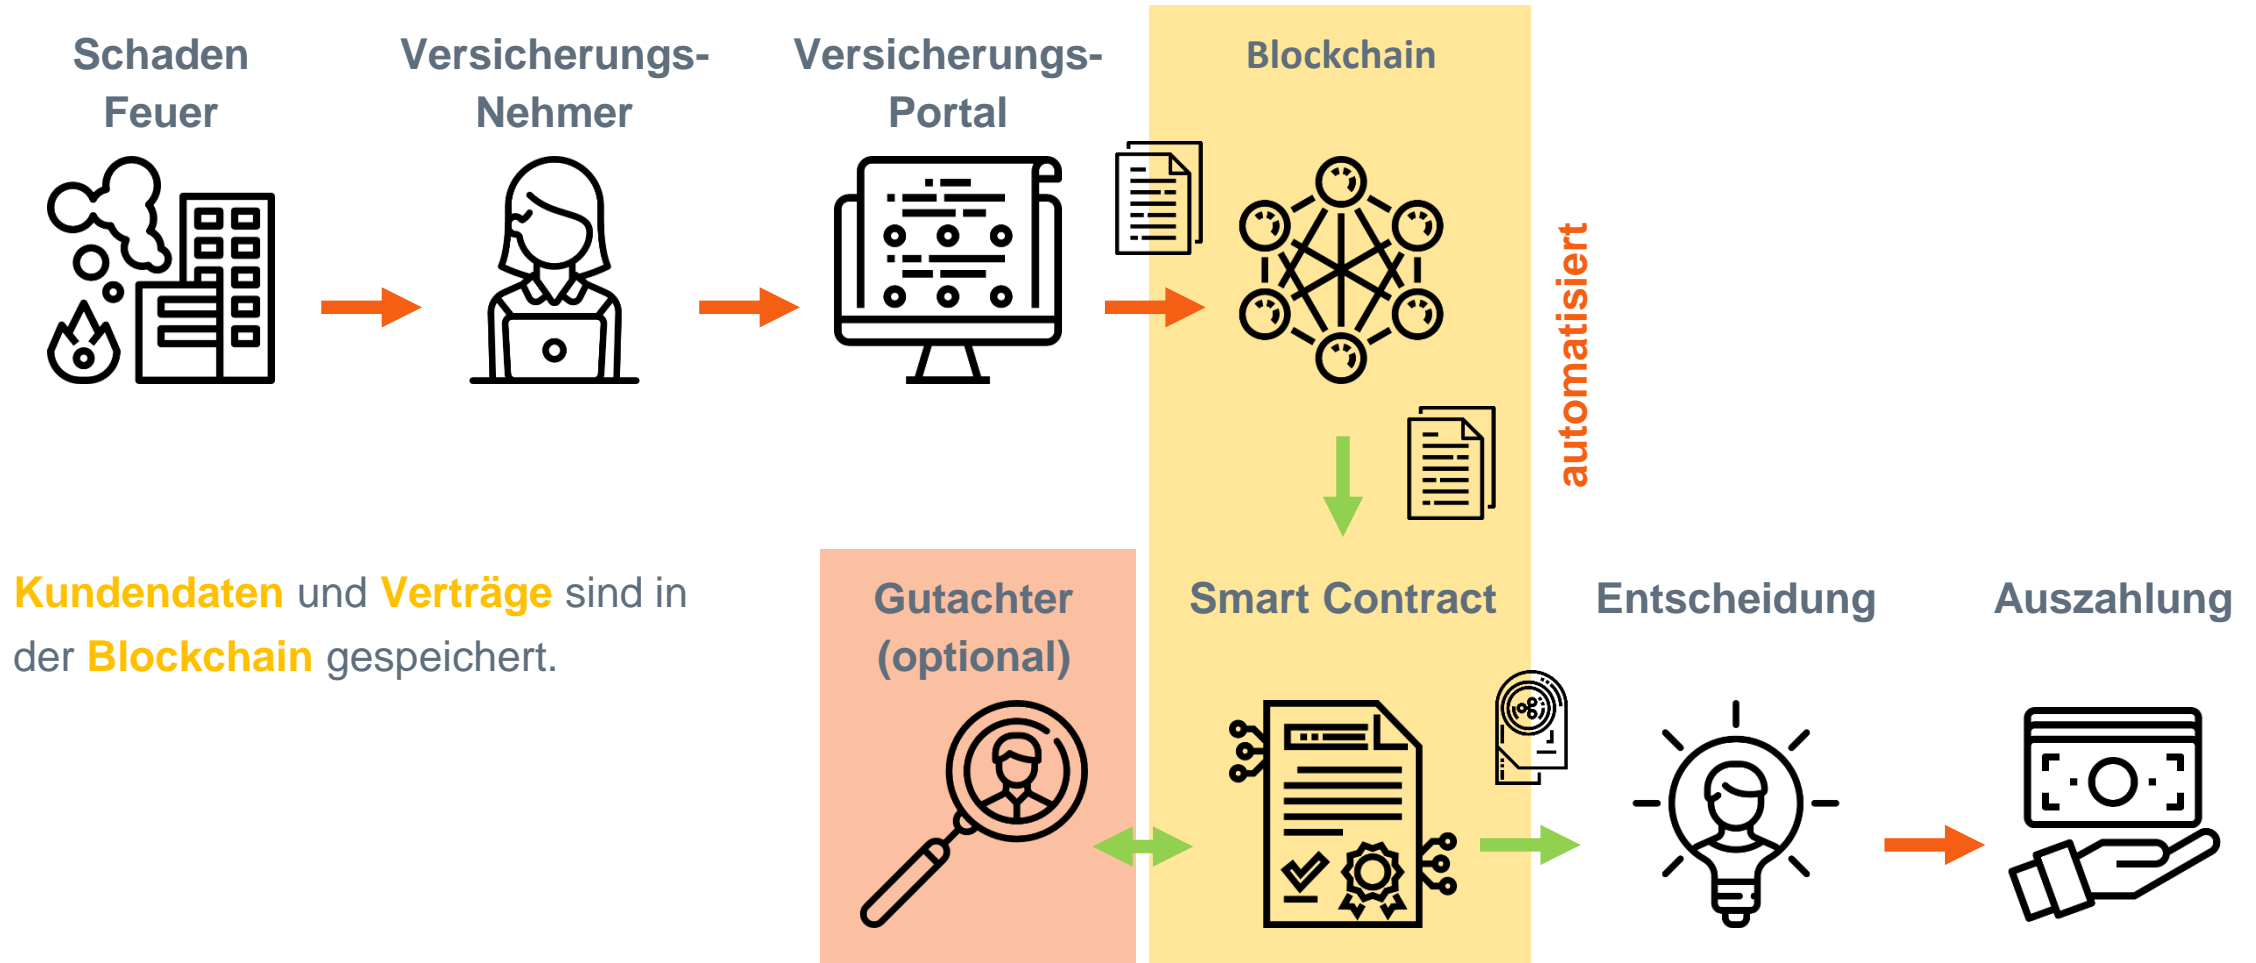 Schaden
Feuer
Versicherungs-
Nehmer
Versicherungs-
Portal
Blockchain
automatisiert
Kundendaten und Verträge sind in
der Blockchain gespeichert.
Gutachter
(optional)
Smart Contract
Entscheidung
Auszahlung